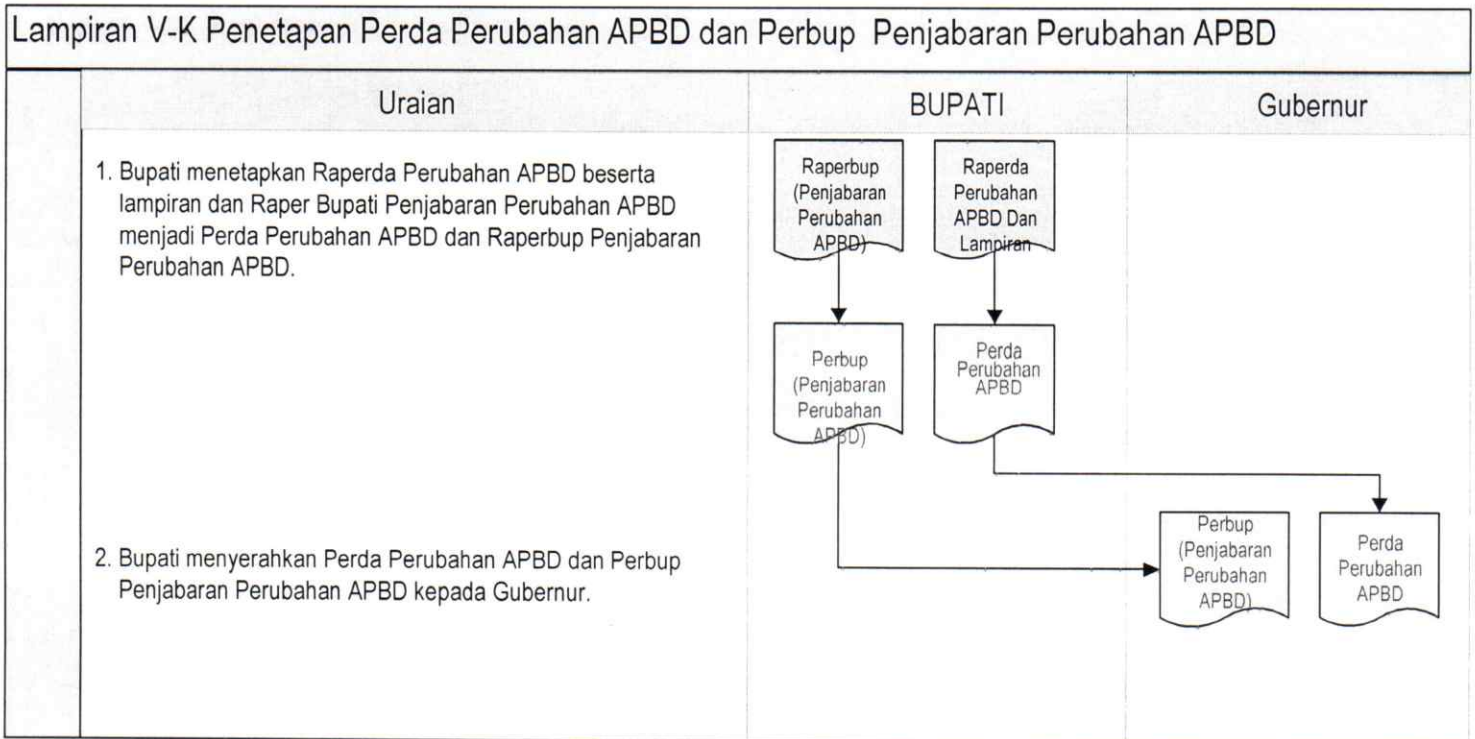 Lampiran V-K Penetapan Perda Perubahan APBD dan Perbup Penjabaran Perubahan APBD
Uraian
BUPATI
Gubernur
1. Bupati menetapkan Raperda Perubahan APBD beserta
lampiran dan Raper Bupati Penjabaran Perubahan APBD
menjadi Perda Perubahan APBD dan Raperbup Penjabaran
Perubahan APBD.
Raperbup
(Penjabaran
Perubahan
APBD)
Raperda
Perubahan
APBD Dan
Lampiran
Perbup
(Penjabaran
Perubahan
APBD)
Perda
Perubahan
APBD
2. Bupati menyerahkan Perda Perubahan APBD dan Perbup
Penjabaran Perubahan APBD kepada Gubernur.
Perbup
(Penjabaran
Perubahan
APBD)
Perda
Perubahan
APBD